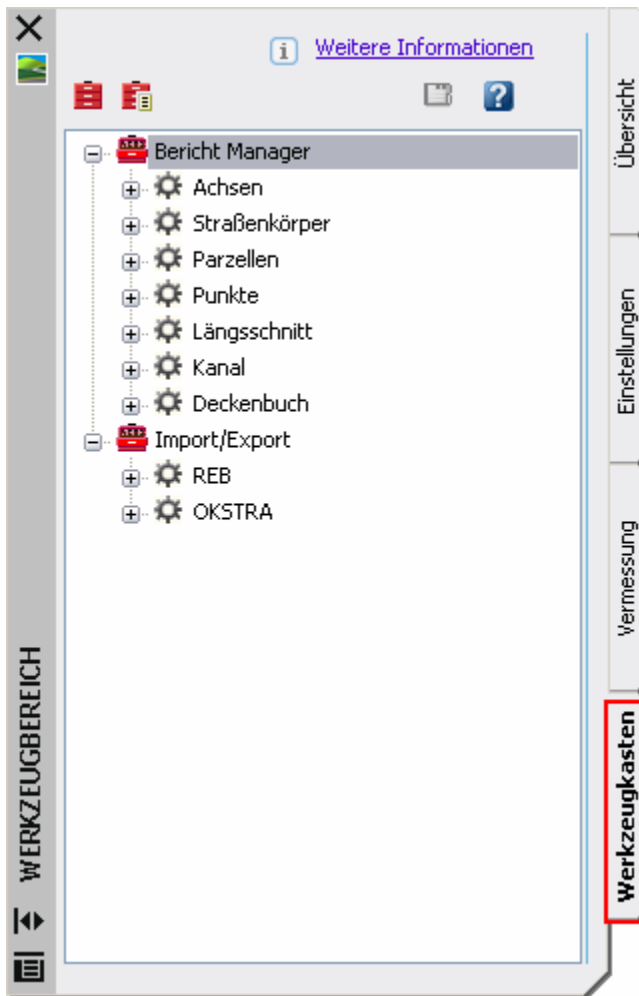 Weitere Informationen
Bericht Manager
Achsen
Straßenkörper
Parzellen
Punkte
Längsschnitt
Kanal
Deckenbuch
Import/Export
REB
OKSTRA
Übersicht
Einstellungen
Vermessung
Werkzeugkasten
WERKZEUGBEREICH